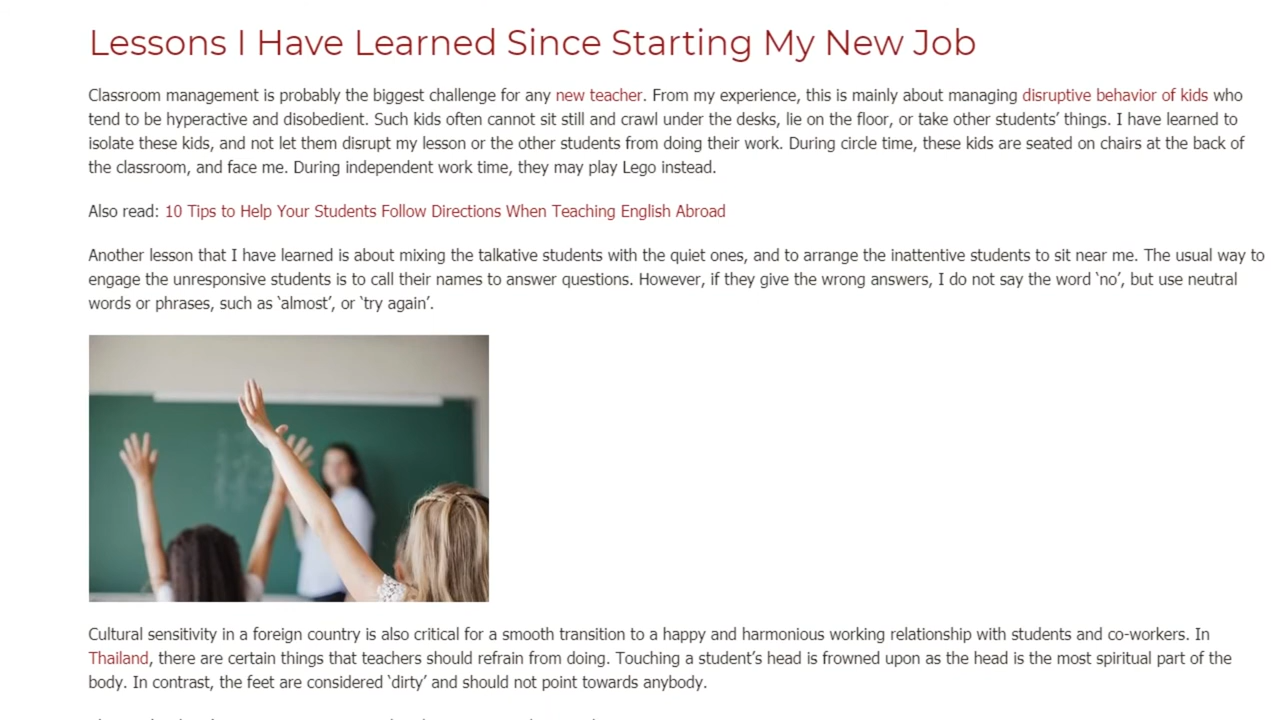 Lessons I Have Learned Since Starting My New Job
Classroom management is probably the biggest challenge for any new teacher. From my experience, this is mainly about managing disruptive behavior of kids who
tend to be hyperactive and disobedient. Such kids often cannot sit still and crawl under the desks, lie on the floor, or take other students’ things. I have learned to
isolate these kids, and not let them disrupt my lesson or the other students from doing their work. During circle time, these kids are seated on chairs at the back of
the classroom, and face me. During independent work time, they may play Lego instead.
Also read: 10 Tips to Help Your Students Follow Directions When Teaching English Abroad
Another lesson that I have learned is about mixing the talkative students with the quiet ones, and to arrange the inattentive students to sit near me. The usual way to
engage the unresponsive students is to call their names to answer questions. However, if they give the wrong answers, I do not say the word ‘no’, but use neutral
words or phrases, such as ‘almost’, or ‘try again’.
Cultural sensitivity in a foreign country is also critical for a smooth transition to a happy and harmonious working relationship with students and co-workers. In
Thailand, there are certain things that teachers should refrain from doing. Touching a student’s head is frowned upon as the head is the most spiritual part of the
body. In contrast, the feet are considered ‘dirty’ and should not point towards anybody.